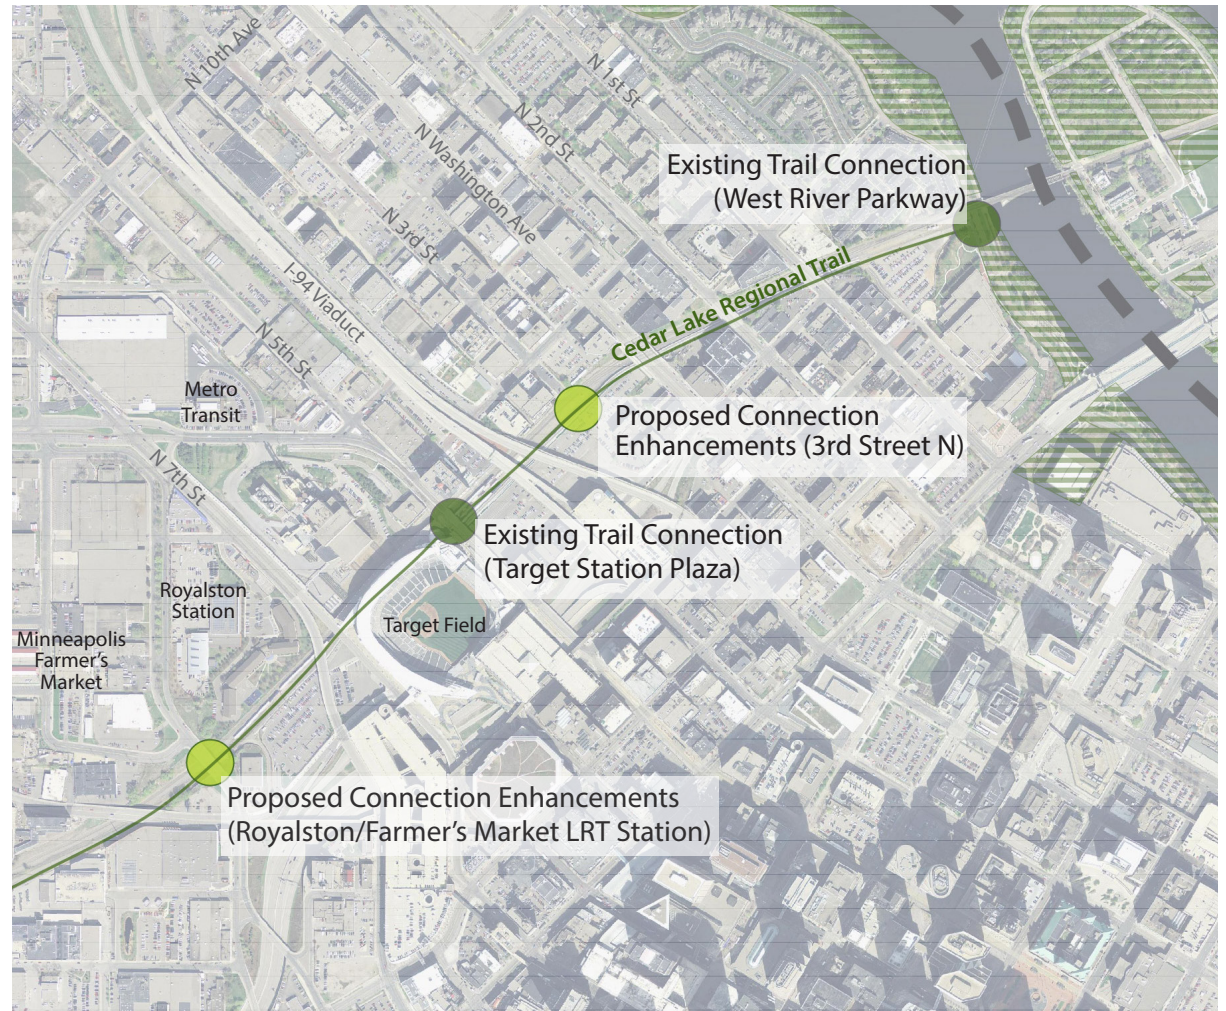 N 10th Ave
N 1st St
N 2nd St
N Washington Ave
Existing Trail Connection
(West River Parkway)
N 3rd St
Cedar Lake Regional Trail
I-94 Viaduct
N 5th St
Metro
Transit
Proposed Connection
Enhancements (3rd Street N)
N 7th St
Existing Trail Connection
(Target Station Plaza)
Royalston
Station
Target Field
Minneapolis
Farmer's
Market
Proposed Connection Enhancements
(Royalston/Farmer's Market LRT Station)